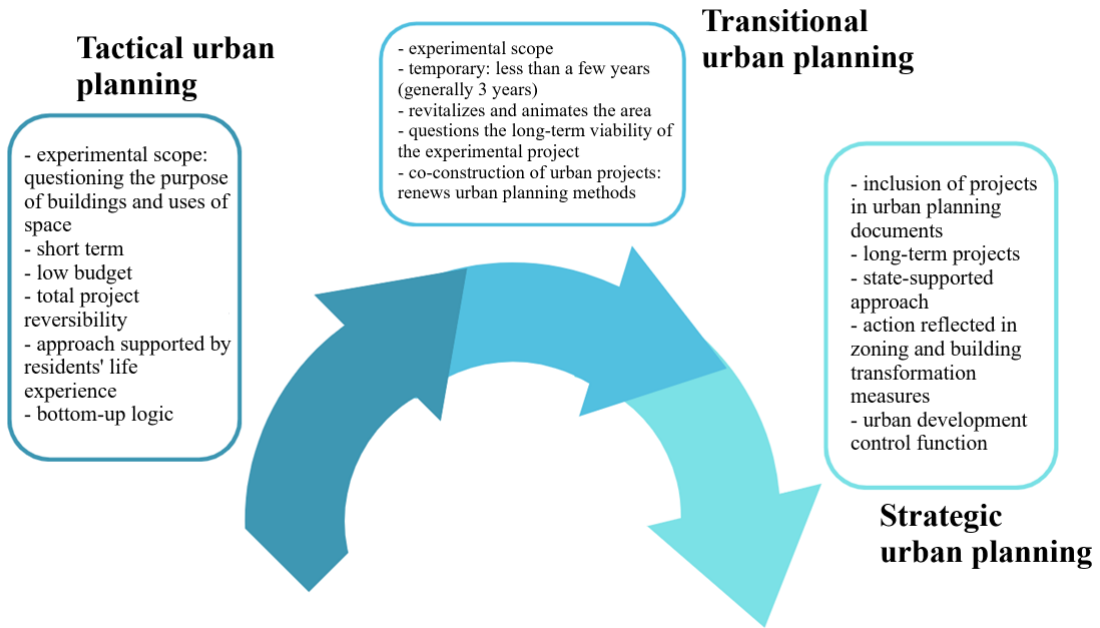 Tactical urban
planning
- experimental scope:
questioning the purpose
of buildings and uses of
space
- short term
- low budget
- total project
reversibility
- approach supported by
residents' life
experience
- bottom-up logic
- experimental scope
- temporary: less than a few years
(generally 3 years)
- revitalizes and animates the area
- questions the long-term viability of
the experimental project
- co-construction of urban projects:
renews urban planning methods
Transitional
urban planning
- inclusion of projects
in urban planning
documents
- long-term projects
- state-supported
approach
- action reflected in
zoning and building
transformation
measures
- urban development
control function
Strategic
urban planning